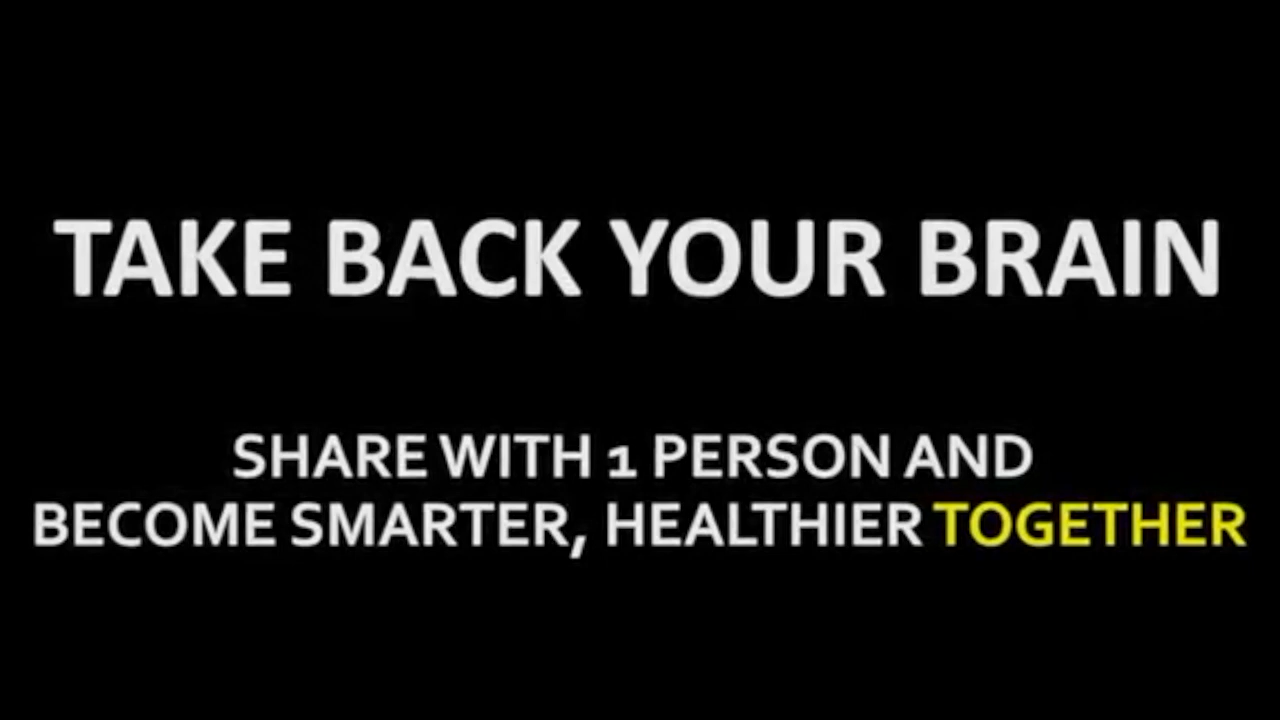 TAKE BACK YOUR BRAIN
SHARE WITH 1 PERSON AND
BECOME SMARTER, HEALTHIER TOGETHER